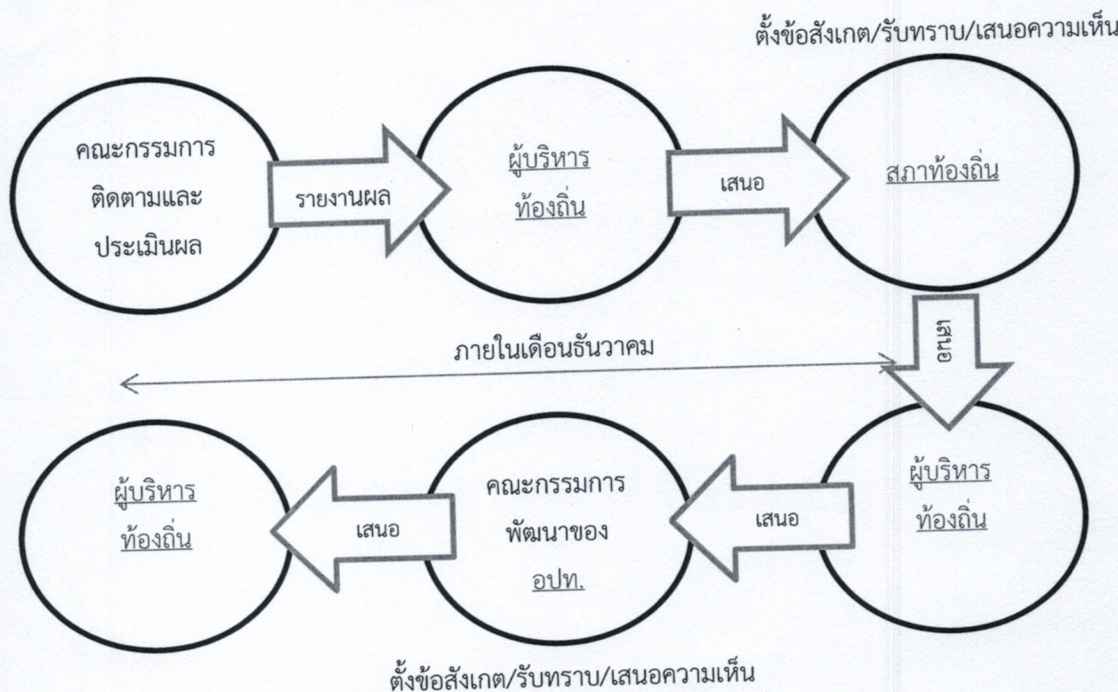 ตั้งข้อสังเกต/รับทราบ/เสนอความเห็น
คณะกรรมการ
ติดตามและ
ประเมินผล
รายงานผล
ผู้บริหาร
ท้องถิ่น
เสนอ
สภาท้องถิ่น
เสนอ
ภายในเดือนธันวาคม
ผู้บริหาร
ท้องถิ่น
เสนอ
คณะกรรมการ
พัฒนาของ
อปท.
เสนอ
ผู้บริหาร
ท้องถิ่น
ตั้งข้อสังเกต/รับทราบ/เสนอความเห็น